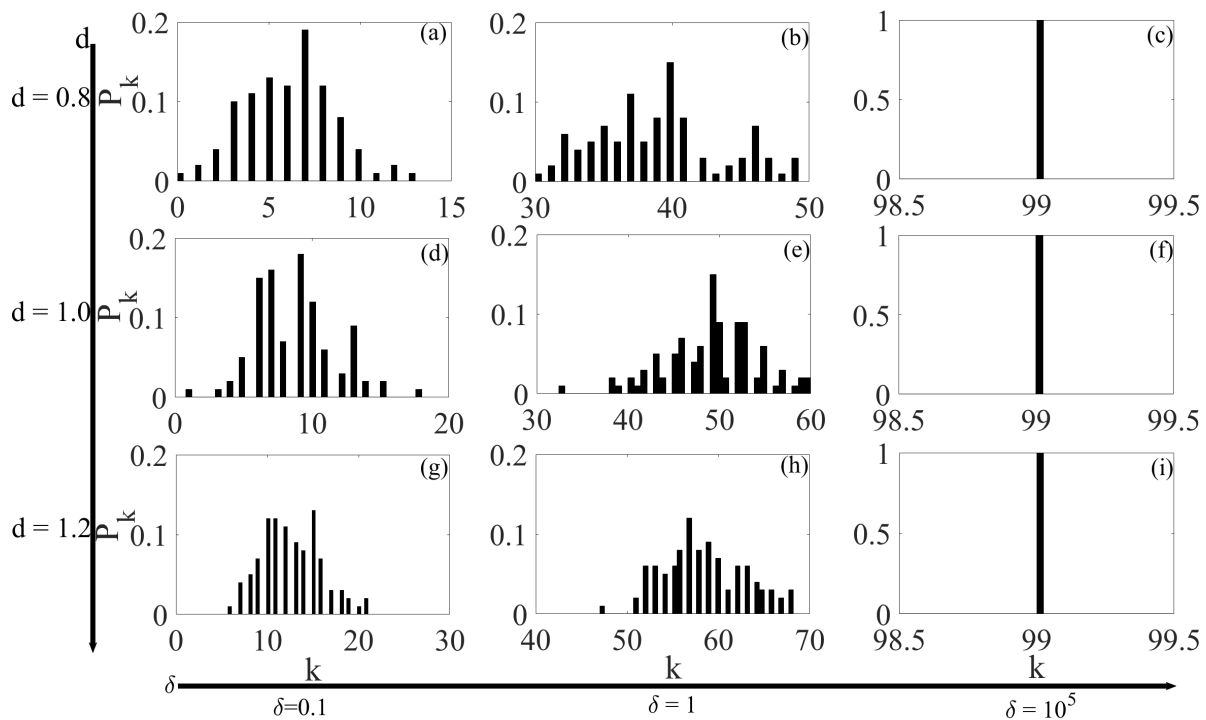 d
d = 0.8
P_k
0.2
0.1
0
(a)
0 5 10 15
0.2
0.1
0
(b)
30 40 50
1
0.5
0
(c)
98.5 99 99.5
d = 1.0
P_k
0.2
0.1
0
(d)
0 10 20
0.2
0.1
0
(e)
30 40 50 60
1
0.5
0
(f)
98.5 99 99.5
d = 1.2
P_k
0.2
0.1
0
(g)
0 10 20 30
k
0.2
0.1
0
(h)
40 50 60 70
k
1
0.5
0
(i)
98.5 99 99.5
k
δ
δ=0.1
δ = 1
δ = 10^5